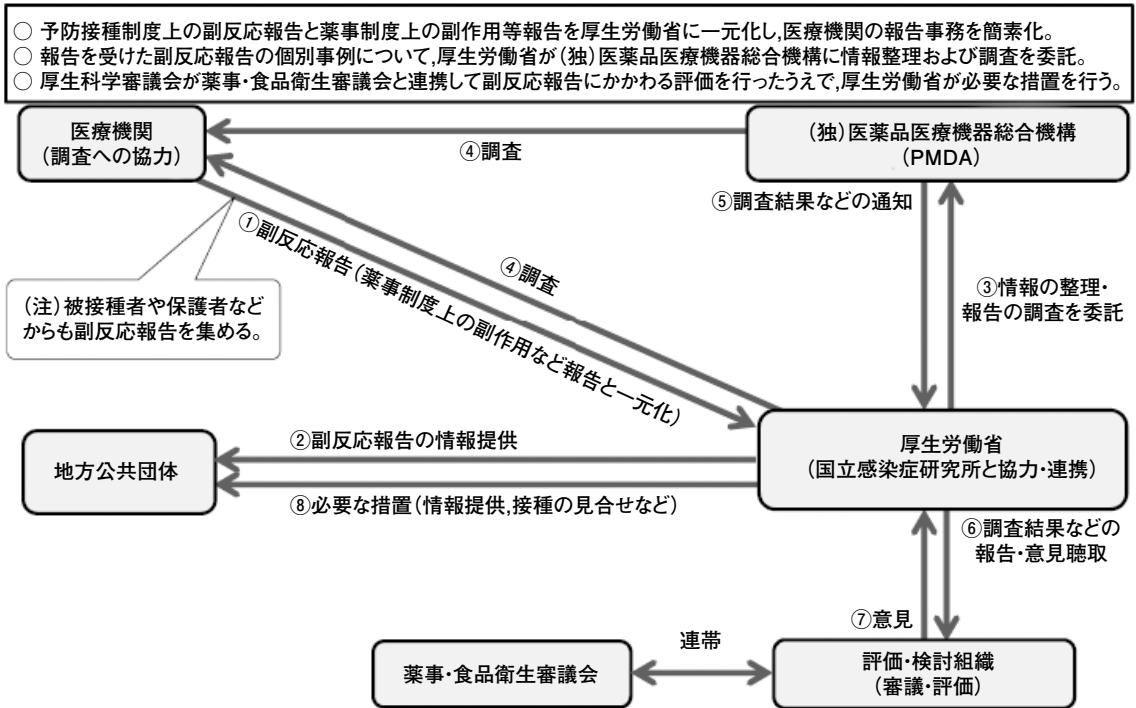 ○ 予防接種制度上の副反応報告と薬事制度上の副作用等報告を厚生労働省に一元化し,医療機関の報告事務を簡素化。
○ 報告を受けた副反応報告の個別事例について,厚生労働省が(独)医薬品医療機器総合機構に情報整理および調査を委託。
○ 厚生科学審議会が薬事・食品衛生審議会と連携して副反応報告にかかわる評価を行ったうえで,厚生労働省が必要な措置を行う。
医療機関
(調査への協力)
④調査
(独)医薬品医療機器総合機構
(PMDA)
⑤調査結果などの通知
③情報の整理・
報告の調査を委託
①副反応報告(薬事制度上の副作用など報告と一元化)
④調査
(注)被接種者や保護者など
からも副反応報告を集める。
地方公共団体
②副反応報告の情報提供
⑧必要な措置(情報提供,接種の見合せなど)
厚生労働省
(国立感染症研究所と協力・連携)
⑥調査結果などの
報告・意見聴取
⑦意見
薬事・食品衛生審議会
連帯
評価・検討組織
(審議・評価)